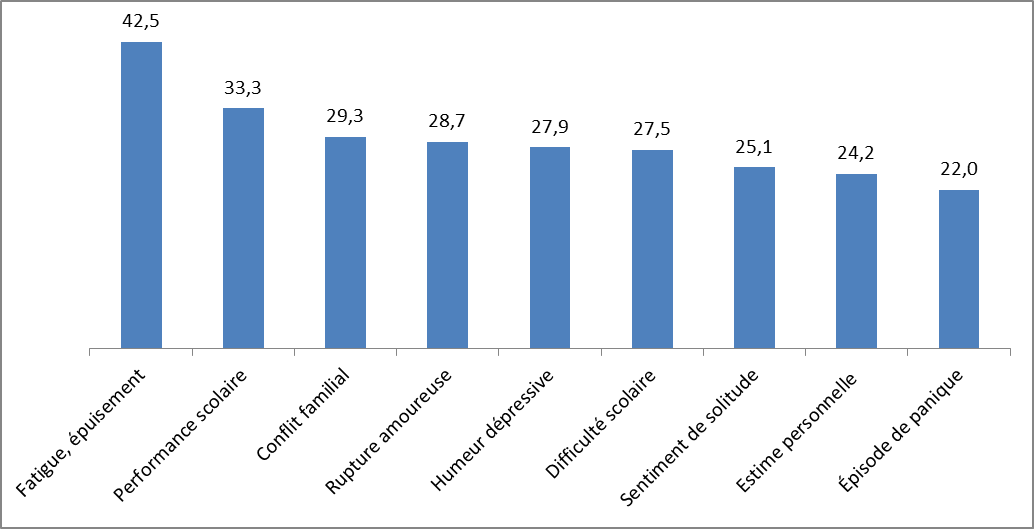 42,5
33,3
29,3
28,7
27,9
27,5
25,1
24,2
22,0
Fatigue, épuisement
Performance scolaire
Conflit familial
Rupture amoureuse
Humeur dépressive
Difficulté scolaire
Sentiment de solitude
Estime personnelle
Épisode de panique